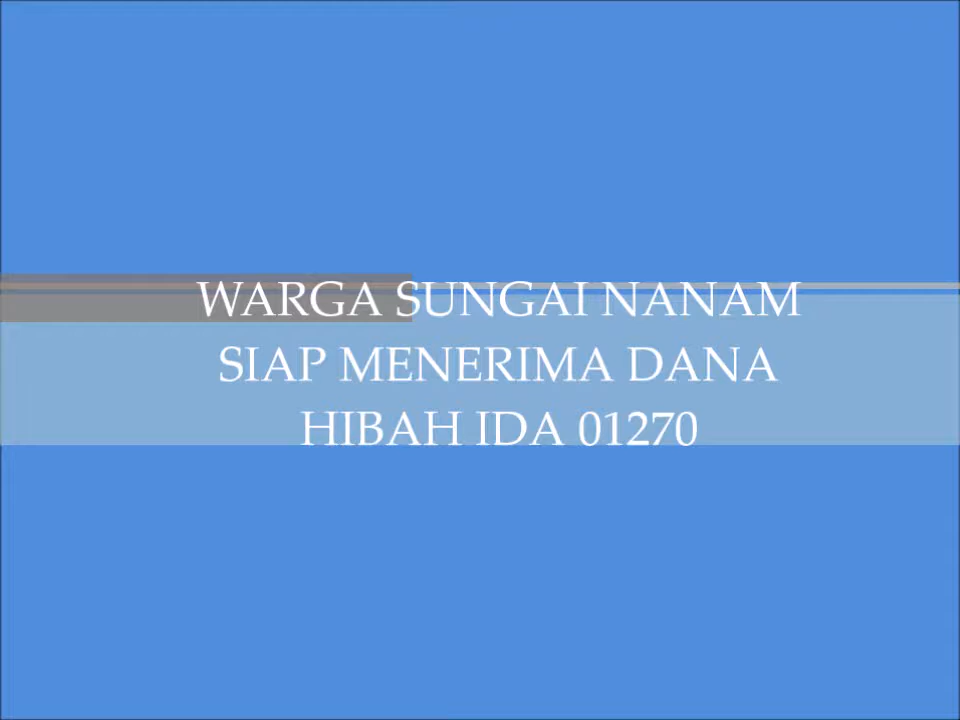 WARGA SUNGAI NANAM
SIAP MENERIMA DANA
HIBAH IDA 01270